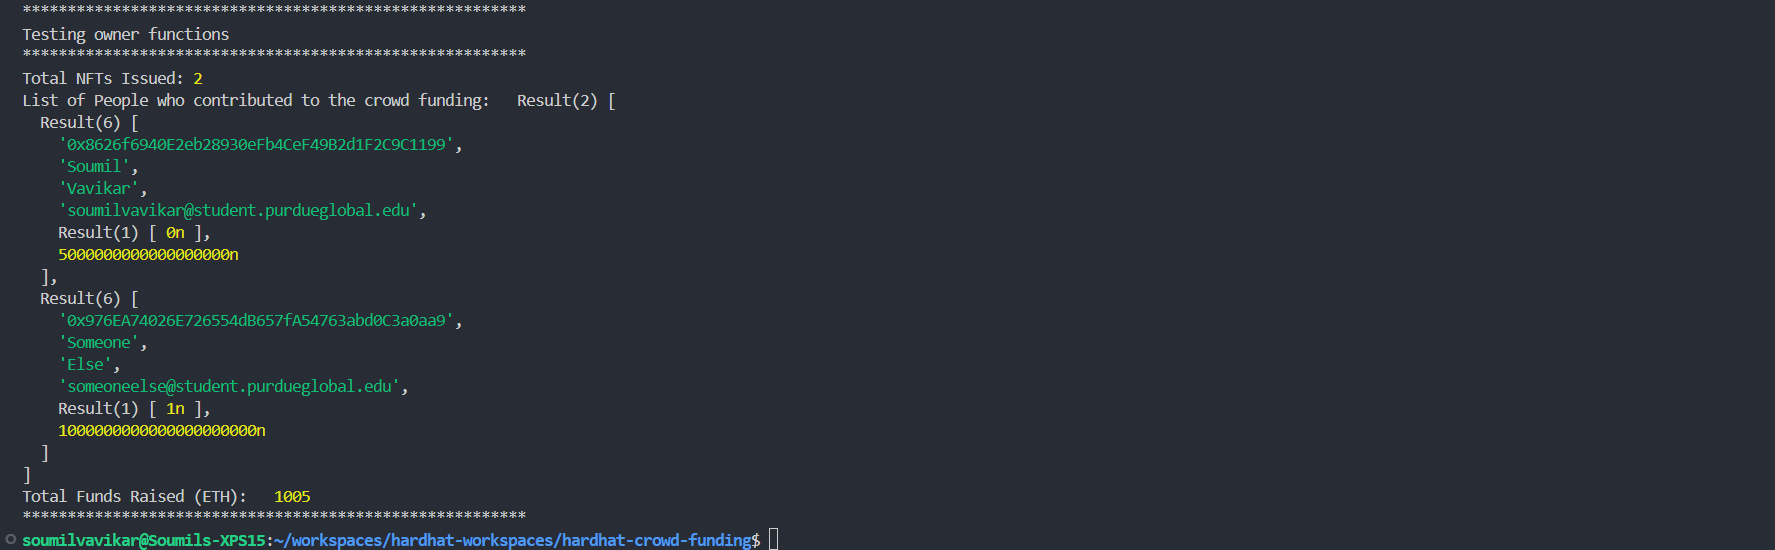 ********************************************************
Testing owner functions
********************************************************
Total NFTs Issued: 2
List of People who contributed to the crowd funding:   Result(2) [
  Result(6) [
    '0x8626f6940E2eb28930eFb4CeF49B2d1F2C9C1199',
    'Soumil',
    'Vavikar',
    'soumilvavikar@student.purdueglobal.edu',
    Result(1) [ 0n ],
    5000000000000000000n
  ],
  Result(6) [
    '0x976EA74026E726554dB657fA54763abd0C3a0aa9',
    'Someone',
    'Else',
    'someoneelse@student.purdueglobal.edu',
    Result(1) [ 1n ],
    1000000000000000000000n
  ]
]
Total Funds Raised (ETH):   1005
********************************************************
soumilvavikar@Soumils-XPS15:~/workspaces/hardhat-workspaces/hardhat-crowd-funding$